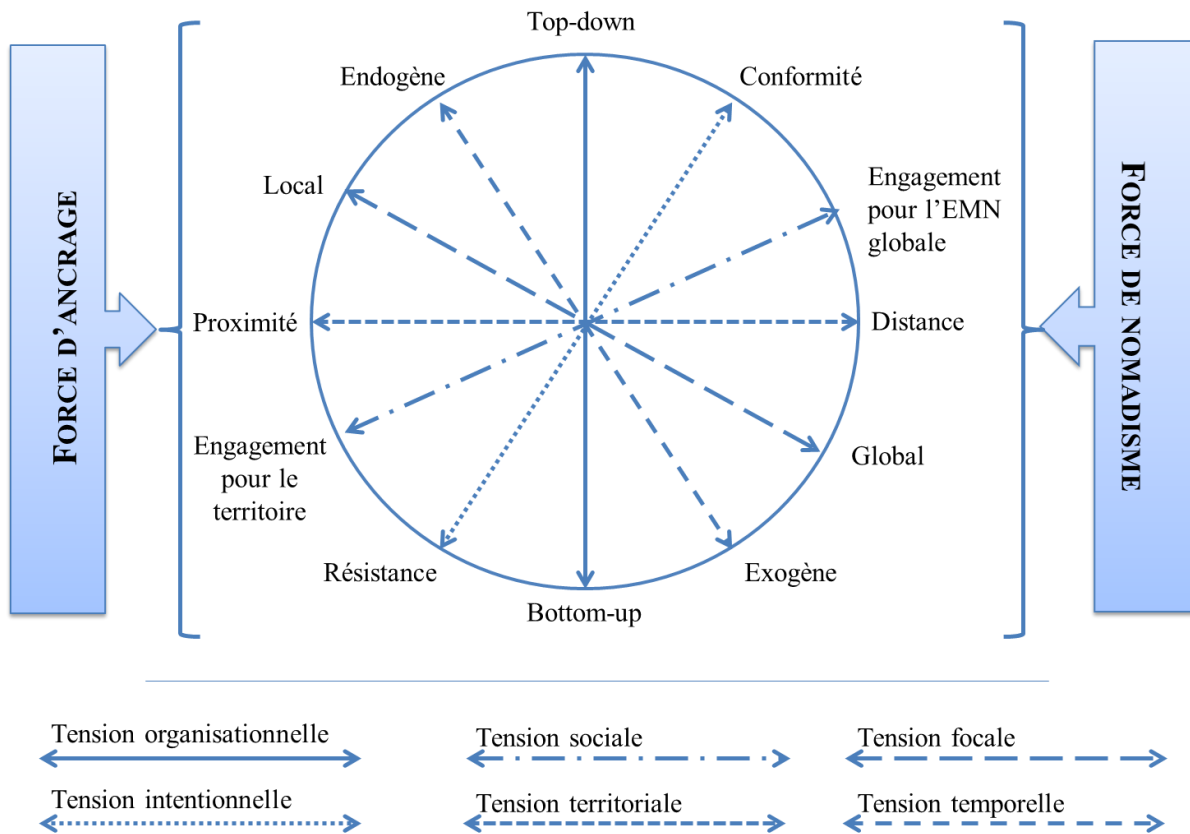 Top-down
Endogène
Conformité
Local
Engagement
pour l'EMN
globale
Proximité
Distance
Engagement
pour le
territoire
Global
Résistance
Exogène
Bottom-up
FORCE D'ANCRAGE
FORCE DE NOMADISME
Tension organisationnelle
Tension sociale
Tension focale
Tension intentionnelle
Tension territoriale
Tension temporelle